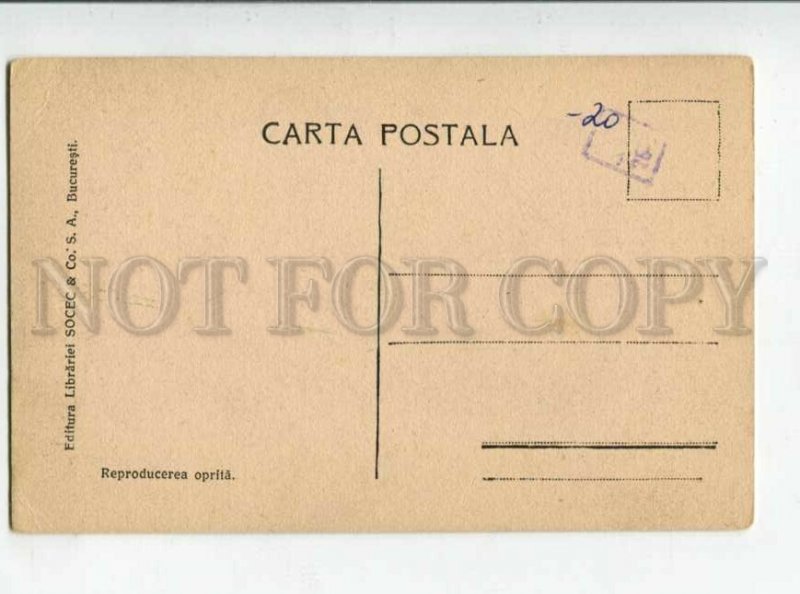 CARTA POSTALA
-20
Editura Librăriei SOCEC & Co. S. A., Bucureşti.
NOT FOR COPY
Reproducerea oprită.